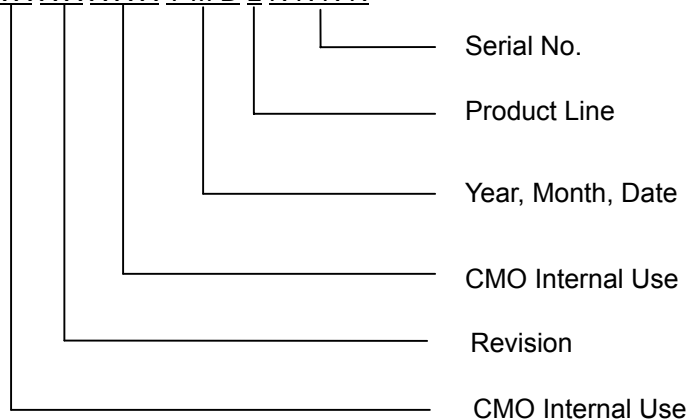 Serial No.
Product Line
Year, Month, Date
CMO Internal Use
Revision
CMO Internal Use